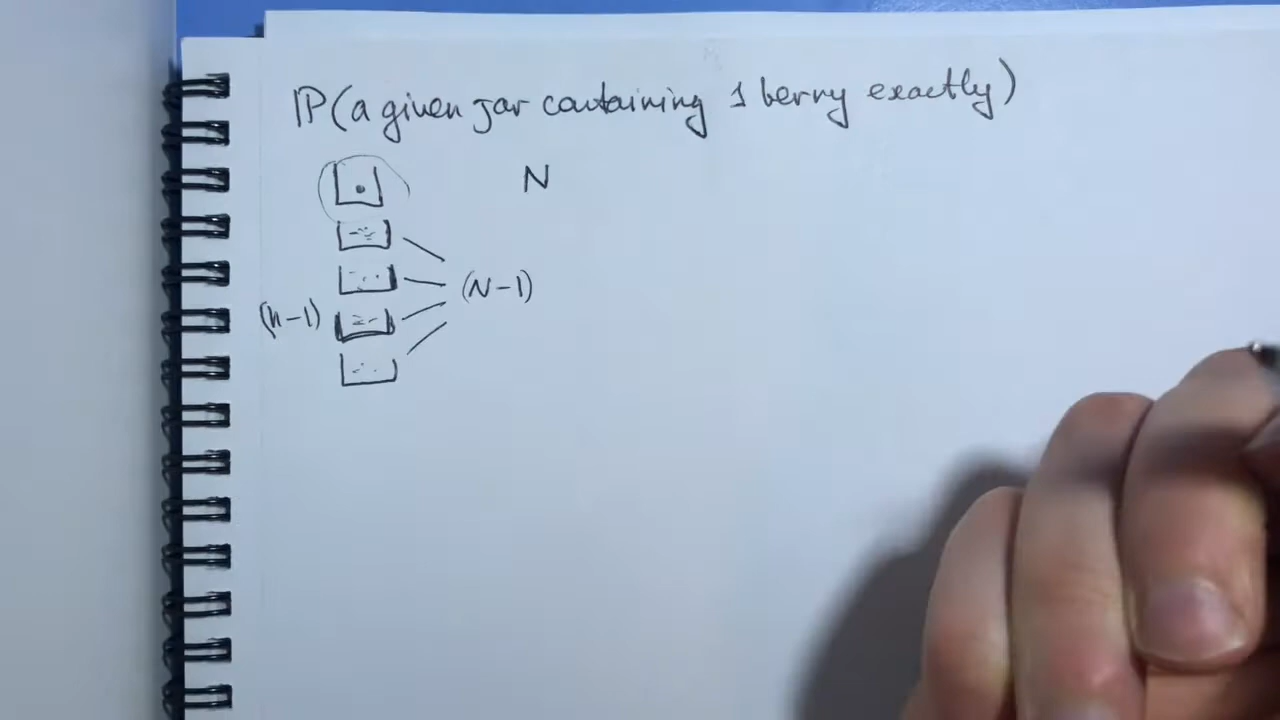 ℙ(a given jar containing 1 berry exactly)
N
(N-1)
(n-1)